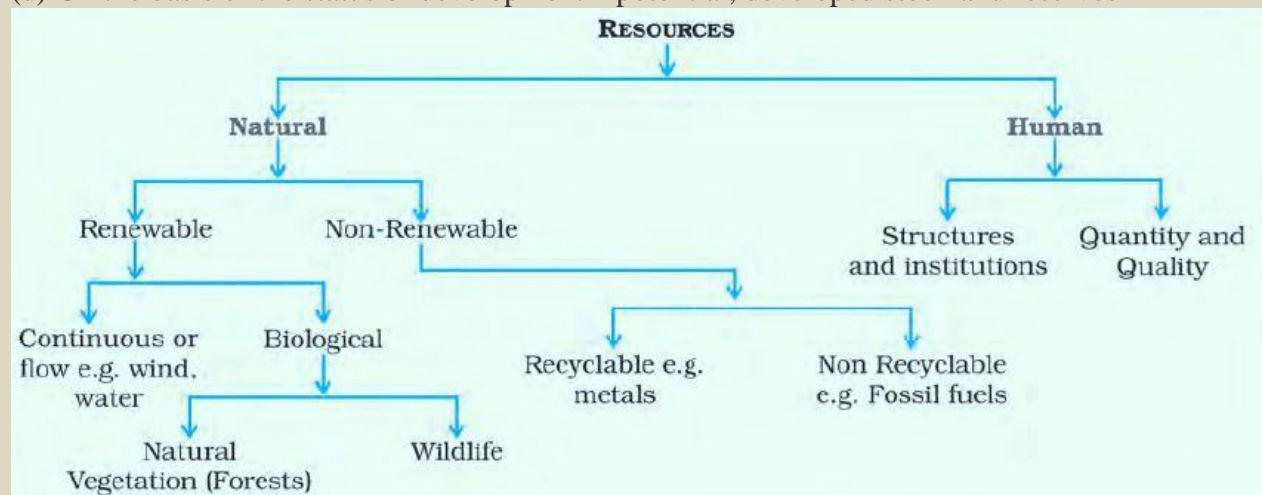 RESOURCES
Natural
Human
Renewable
Non-Renewable
Structures
and institutions
Quantity and
Quality
Continuous or
flow e.g. wind,
water
Biological
Recyclable e.g.
metals
Non Recyclable
e.g. Fossil fuels
Natural
Vegetation (Forests)
Wildlife